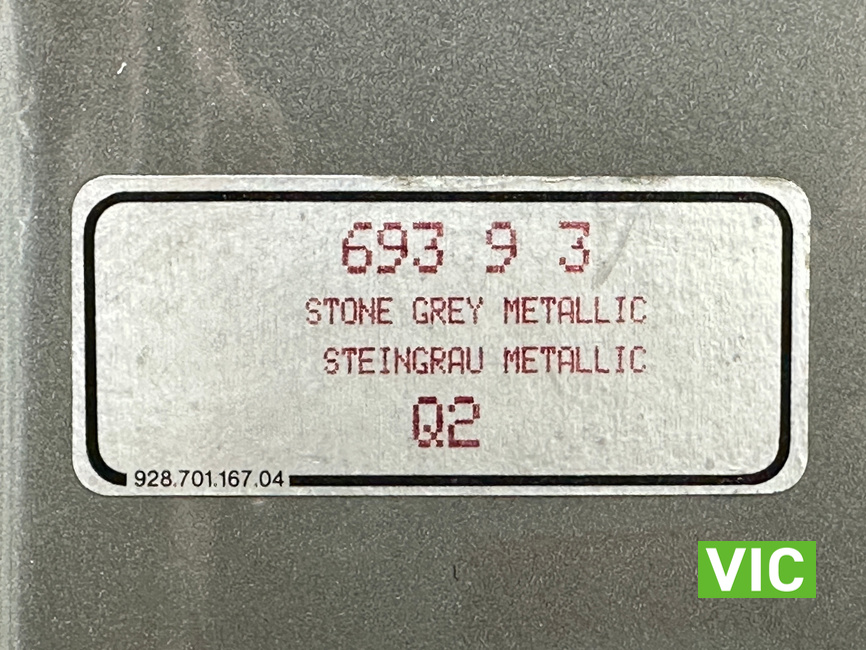 693 9 3
STONE GREY METALLIC
STEINGRAU METALLIC
Q2
928.701.167.04
VIC